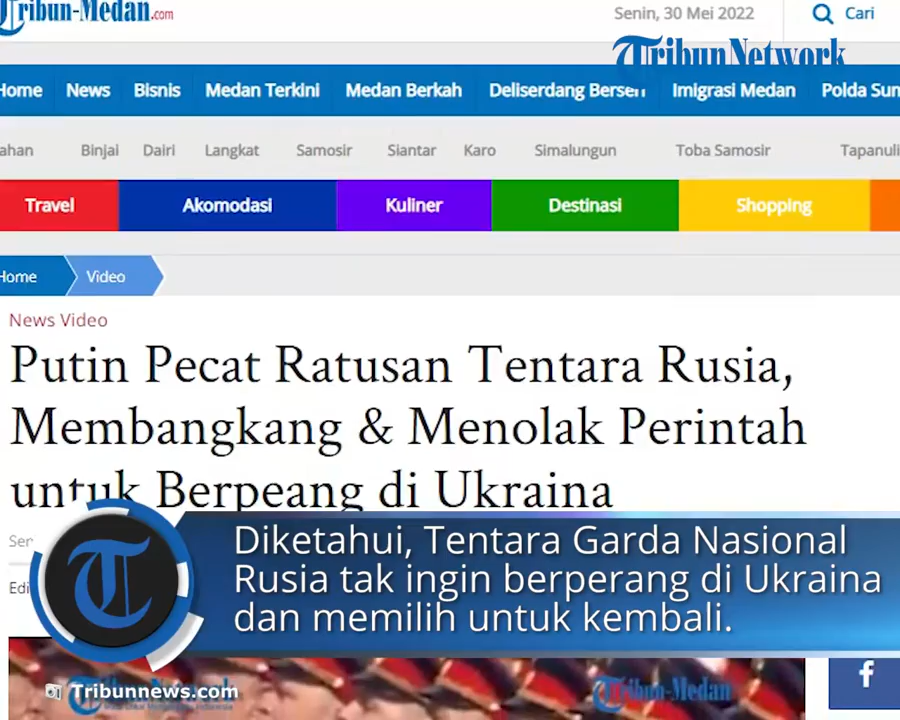 Tribun-Medan.com
Senin, 30 Mei 2022
Cari
TribunNetwork
Home News Bisnis Medan Terkini Medan Berkah Deliserdang Bersen Imigrasi Medan Polda Sum
ahan Binjai Dairi Langkat Samosir Siantar Karo Simalungun Toba Samosir Tapanuli
Travel Akomodasi Kuliner Destinasi Shopping
Home Video
News Video
Putin Pecat Ratusan Tentara Rusia,
Membangkang & Menolak Perintah
untuk Berpeang di Ukraina
Sen
Edi
Diketahui, Tentara Garda Nasional
Rusia tak ingin berperang di Ukraina
dan memilih untuk kembali.
T
Tribunnews.com
Tribun-Medan
f